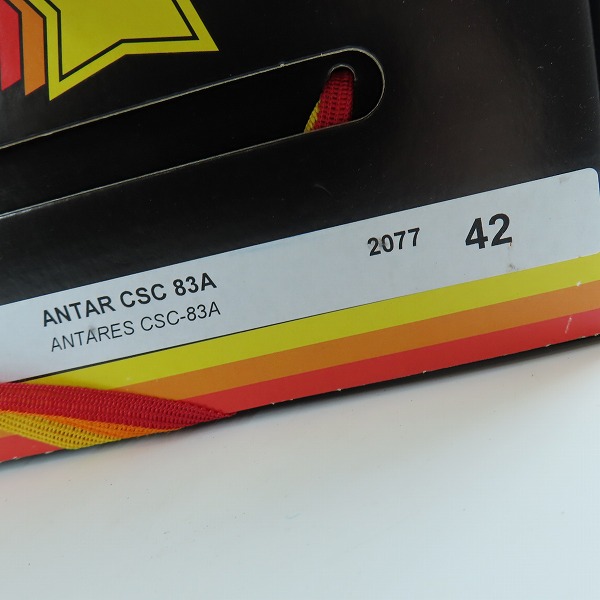 ANTAR CSC 83A 2077 42
ANTARES CSC-83A